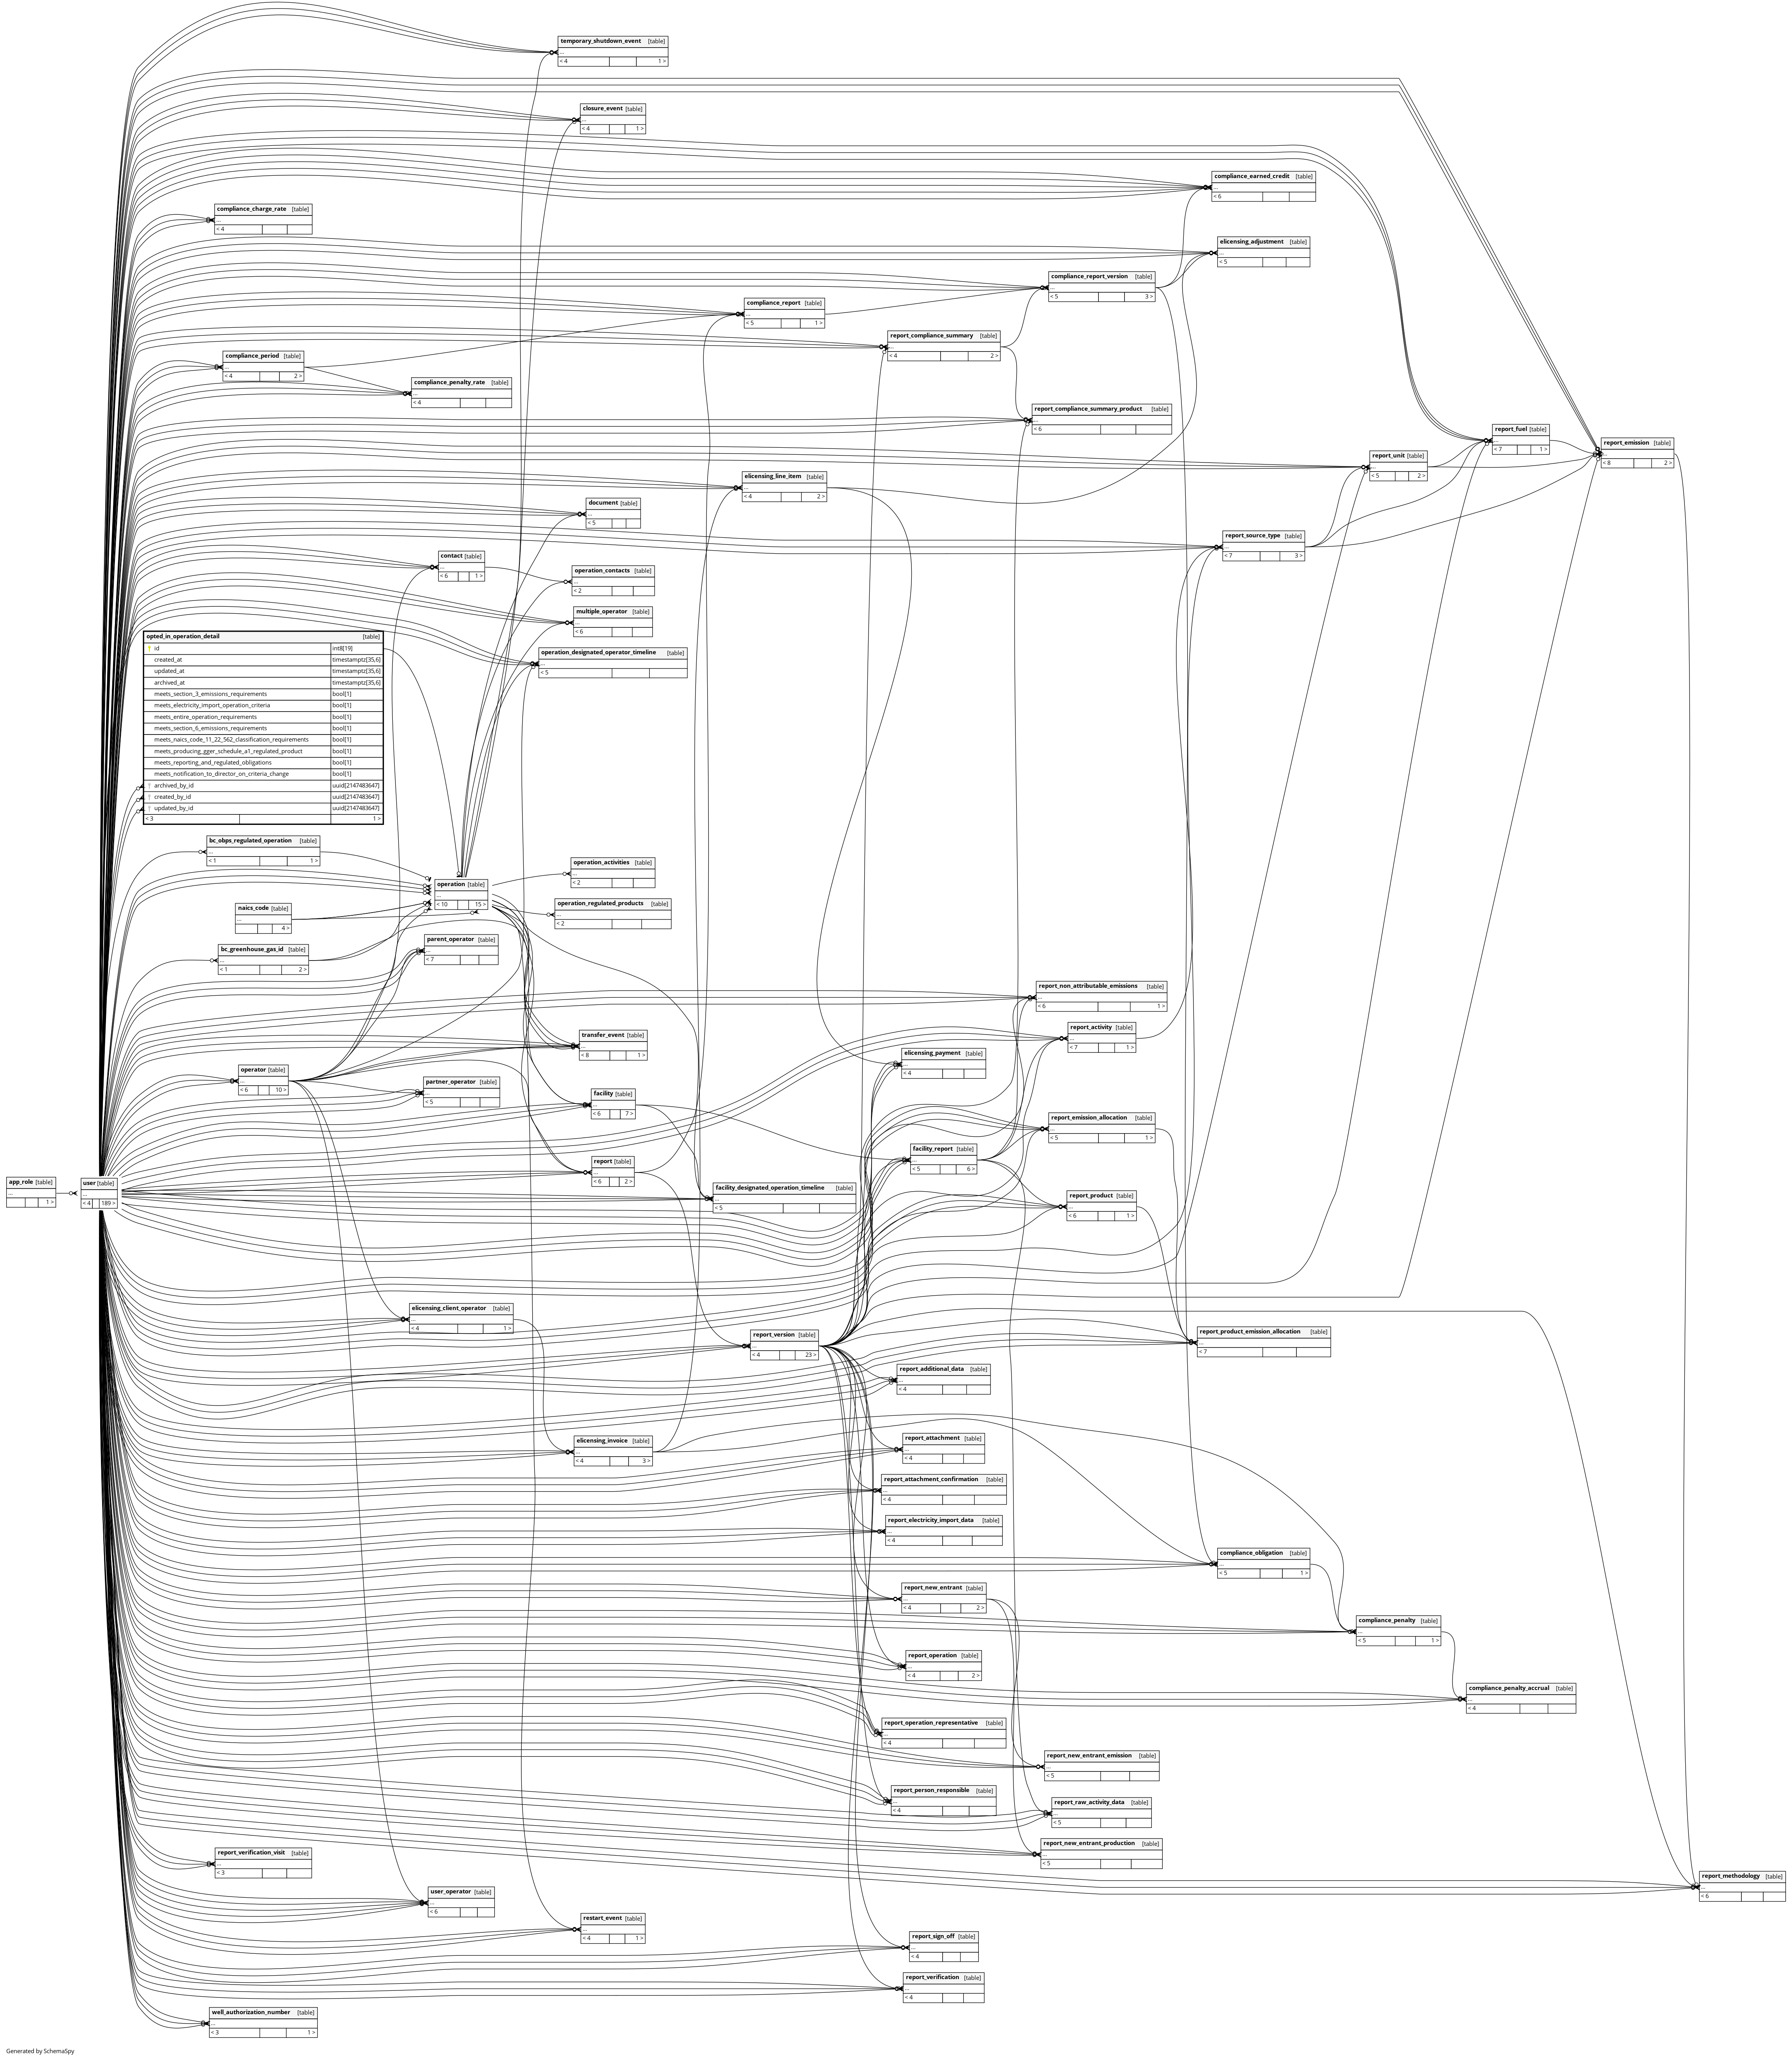 temporary_shutdown_event [table]
...
< 4 1 >
closure_event [table]
...
< 4 1 >
compliance_earned_credit [table]
...
< 6
compliance_charge_rate [table]
...
< 4
elicensing_adjustment [table]
...
< 5
compliance_report_version [table]
...
< 5 3 >
compliance_report [table]
...
< 5 1 >
report_compliance_summary [table]
...
< 4 2 >
compliance_period [table]
...
< 4 2 >
compliance_penalty_rate [table]
...
< 4
report_compliance_summary_product [table]
...
< 6
report_fuel [table]
...
< 7 1 >
report_emission [table]
...
< 8 2 >
report_unit [table]
...
< 5 2 >
elicensing_line_item [table]
...
< 4 2 >
document [table]
...
< 5
report_source_type [table]
...
< 7 3 >
contact [table]
...
< 6 1 >
operation_contacts [table]
...
< 2
multiple_operator [table]
...
< 6
operation_designated_operator_timeline [table]
...
< 5
opted_in_operation_detail [table]
id int8[19]
created_at timestamptz[35,6]
updated_at timestamptz[35,6]
archived_at timestamptz[35,6]
meets_section_3_emissions_requirements bool[1]
meets_electricity_import_operation_criteria bool[1]
meets_entire_operation_requirements bool[1]
meets_section_6_emissions_requirements bool[1]
meets_naics_code_11_22_562_classification_requirements bool[1]
meets_producing_gger_schedule_a1_regulated_product bool[1]
meets_reporting_and_regulated_obligations bool[1]
meets_notification_to_director_on_criteria_change bool[1]
archived_by_id uuid[2147483647]
created_by_id uuid[2147483647]
updated_by_id uuid[2147483647]
< 3 1 >
bc_obps_regulated_operation [table]
...
< 1 1 >
operation_activities [table]
...
< 2
operation [table]
...
< 10 15 >
operation_regulated_products [table]
...
< 2
naics_code [table]
...
4 >
parent_operator [table]
...
< 7
bc_greenhouse_gas_id [table]
...
< 1 2 >
report_non_attributable_emissions [table]
...
< 6 1 >
report_activity [table]
...
< 7 1 >
transfer_event [table]
...
< 8 1 >
elicensing_payment [table]
...
< 4
operator [table]
...
< 6 10 >
partner_operator [table]
...
< 5
facility [table]
...
< 6 7 >
report_emission_allocation [table]
...
< 5 1 >
facility_report [table]
...
< 5 6 >
report [table]
...
< 6 2 >
app_role [table]
...
1 >
user [table]
...
< 4 189 >
facility_designated_operation_timeline [table]
...
< 5
report_product [table]
...
< 6 1 >
elicensing_client_operator [table]
...
< 4 1 >
report_version [table]
...
< 4 23 >
report_product_emission_allocation [table]
...
< 7
report_additional_data [table]
...
< 4
elicensing_invoice [table]
...
< 4 3 >
report_attachment [table]
...
< 4
report_attachment_confirmation [table]
...
< 4
report_electricity_import_data [table]
...
< 4
compliance_obligation [table]
...
< 5 1 >
report_new_entrant [table]
...
< 4 2 >
compliance_penalty [table]
...
< 5 1 >
report_operation [table]
...
< 4 2 >
compliance_penalty_accrual [table]
...
< 4
report_operation_representative [table]
...
< 4
report_new_entrant_emission [table]
...
< 5
report_person_responsible [table]
...
< 4
report_raw_activity_data [table]
...
< 5
report_new_entrant_production [table]
...
< 5
report_verification_visit [table]
...
< 3
report_methodology [table]
...
< 6
user_operator [table]
...
< 6
restart_event [table]
...
< 4 1 >
report_sign_off [table]
...
< 4
report_verification [table]
...
< 4
well_authorization_number [table]
...
< 3 1 >
Generated by SchemaSpy